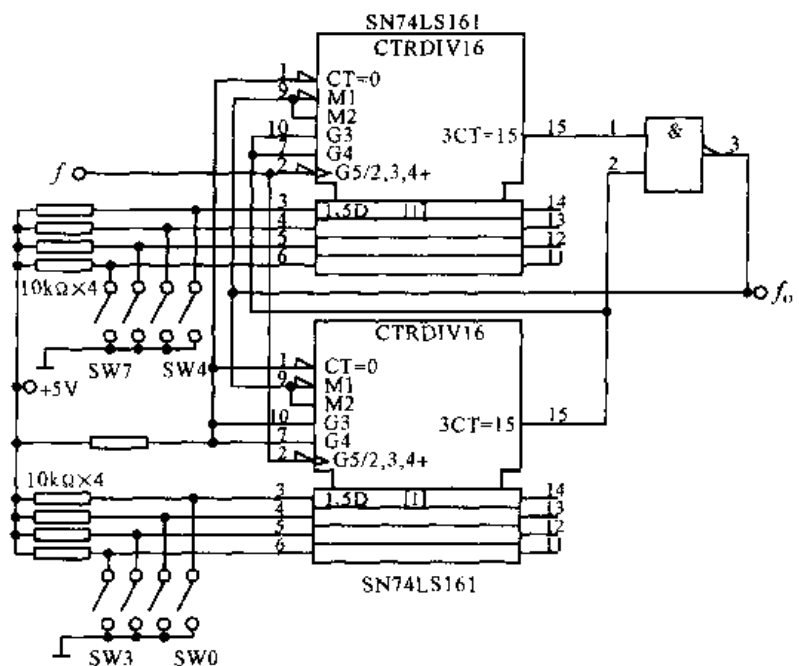 SN74LS161
CTRDIV16
1
CT=0
9
M1
M2
10
G3
3CT=15
15
1
&
3
7
G4
2
f
2
G5/2,3,4+
3
1,5D
[1]
14
4
13
5
12
6
11
10kΩ×4
SW7
SW4
fo
+5V
CTRDIV16
1
CT=0
9
M1
M2
10
G3
3CT=15
15
7
G4
2
G5/2,3,4+
10kΩ×4
3
1,5D
[1]
14
4
13
5
12
6
11
SN74LS161
SW3
SW0